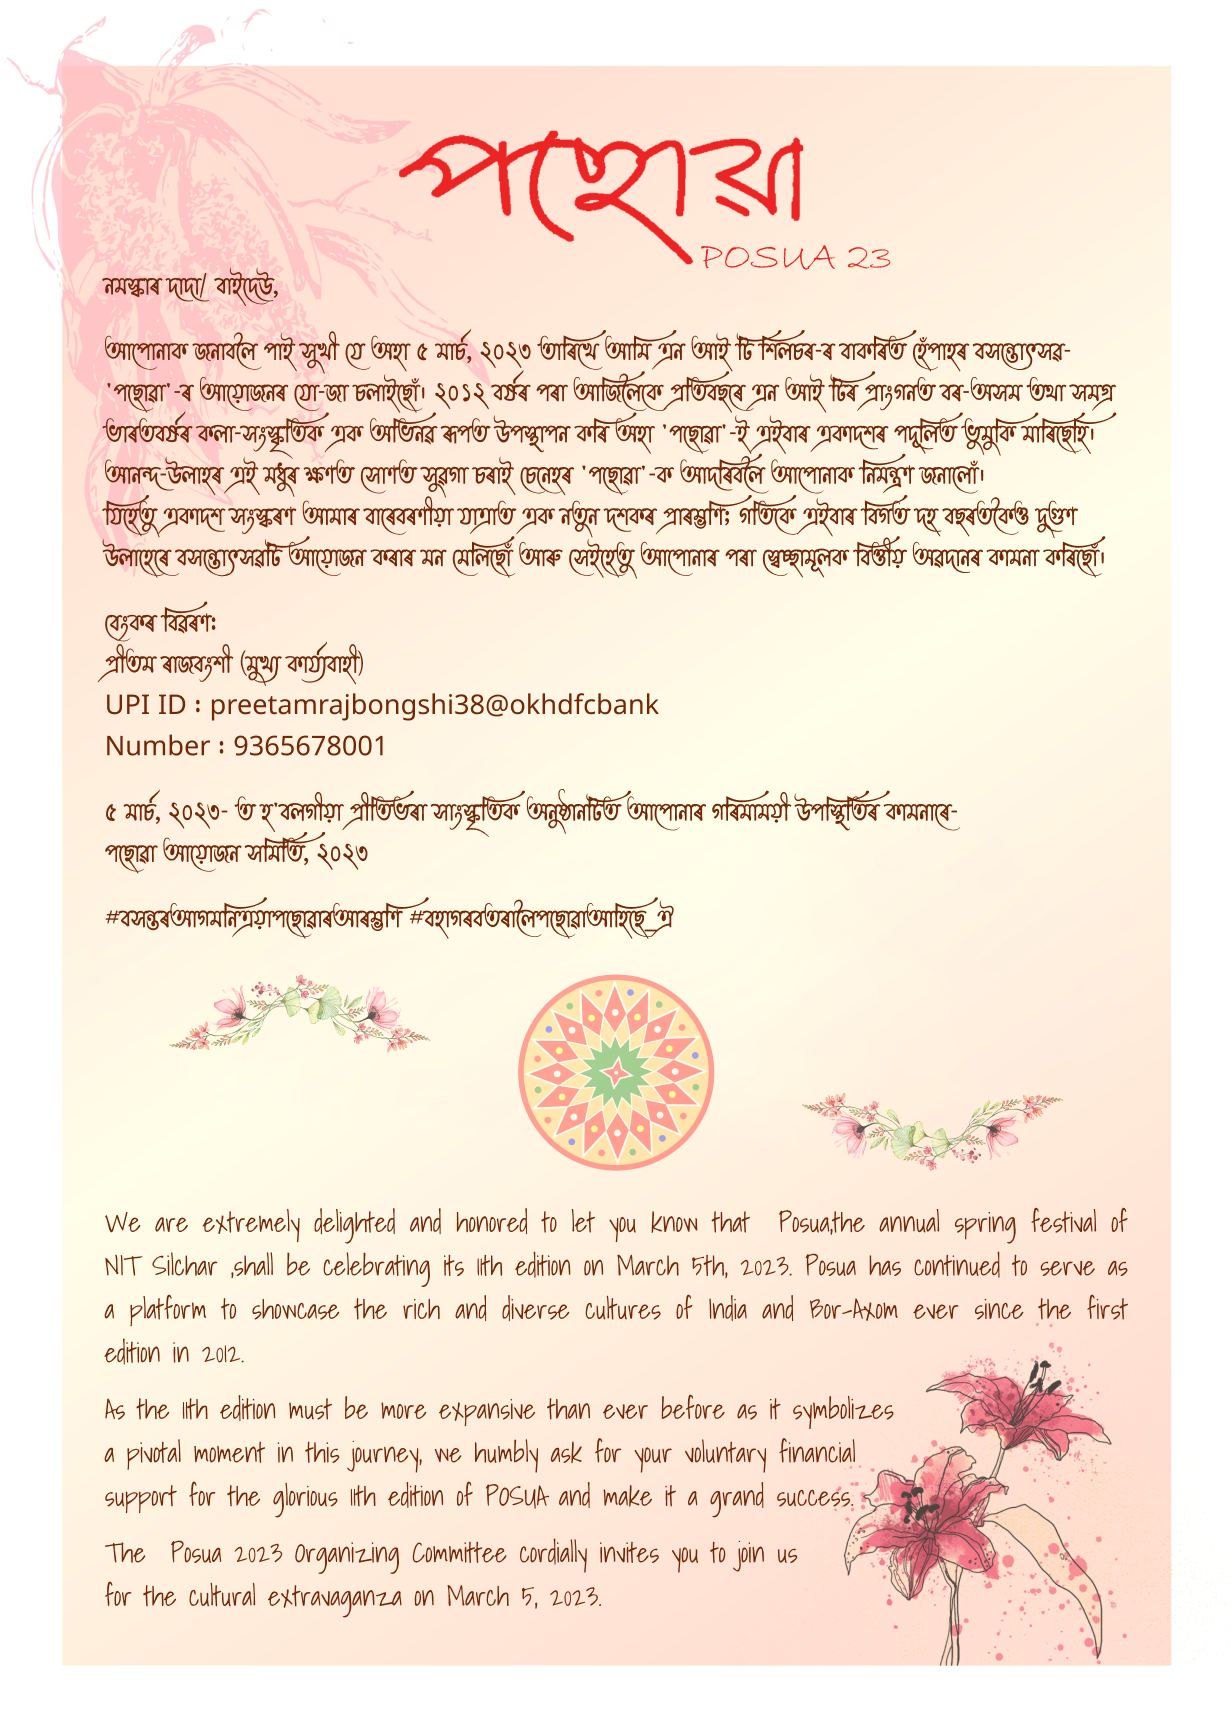 পছোৱা
POSUA 23
নমস্কাৰ দাদা/ বাইদেউ,
আপোনাক জনাবলৈ পাই সুখী যে অহা ৫ মাৰ্চ, ২০২৩ তাৰিখে আমি এন আই টি শিলচৰ-ৰ বাকৰিত হেঁপাহৰ বসন্তোৎসৱ-
'পছোৱা'-ৰ আয়োজনৰ যো-জা চলাইছোঁ। ২০১২ বৰ্ষৰ পৰা আজিলৈকে প্ৰতিবছৰে এন আই টিৰ প্ৰাংগনত বৰ-অসম তথা সমগ্ৰ
ভাৰতবৰ্ষৰ কলা-সংস্কৃতিক এক অভিনৱ ৰূপত উপস্থাপন কৰি অহা 'পছোৱা'-ই এইবাৰ একাদশৰ পদূলিত ভুমুকি মাৰিছেহি।
আনন্দ-উলাহৰ এই মধুৰ ক্ষণত সোণত সুৱগা চৰাই চেনেহৰ 'পছোৱা'-ক আদৰিবলৈ আপোনাক নিমন্ত্ৰণ জনালোঁ।
যিহেতু একাদশ সংস্কৰণ আমাৰ বাৰেবৰণীয়া যাত্ৰাত এক নতুন দশকৰ প্ৰাৰম্ভণি; গতিকে এইবাৰ বিগত দহ বছৰতকৈও দুগুণ
উলাহেৰে বসন্তোৎসৱটি আয়োজন কৰাৰ মন মেলিছোঁ আৰু সেইহেতু আপোনাৰ পৰা স্বেচ্ছামূলক বিত্তীয় অৱদানৰ কামনা কৰিছোঁ।
বেংকৰ বিৱৰণ:
প্ৰীতম ৰাজবংশী (মুখ্য কাৰ্য্যবাহী)
UPI ID : preetamrajbongshi38@okhdfcbank
Number : 9365678001
৫ মাৰ্চ, ২০২৩- ত হ'বলগীয়া প্ৰীতিভৰা সাংস্কৃতিক অনুষ্ঠানটিত আপোনাৰ গৰিমাময়ী উপস্থিতিৰ কামনাৰে-
পছোৱা আয়োজন সমিতি, ২০২৩
#বসন্তৰআগমনিএয়াপছোৱাৰআৰম্ভণি #বহাগৰবতৰালৈপছোৱাআহিছে_ঐ
We are extremely delighted and honored to let you know that Posua,the annual spring festival of
NIT Silchar ,shall be celebrating its 11th edition on March 5th, 2023. Posua has continued to serve as
a platform to showcase the rich and diverse cultures of India and Bor-Axom ever since the first
edition in 2012.
As the 11th edition must be more expansive than ever before as it symbolizes
a pivotal moment in this journey, we humbly ask for your voluntary financial
support for the glorious 11th edition of POSUA and make it a grand success.
The Posua 2023 Organizing Committee cordially invites you to join us
for the cultural extravaganza on March 5, 2023.